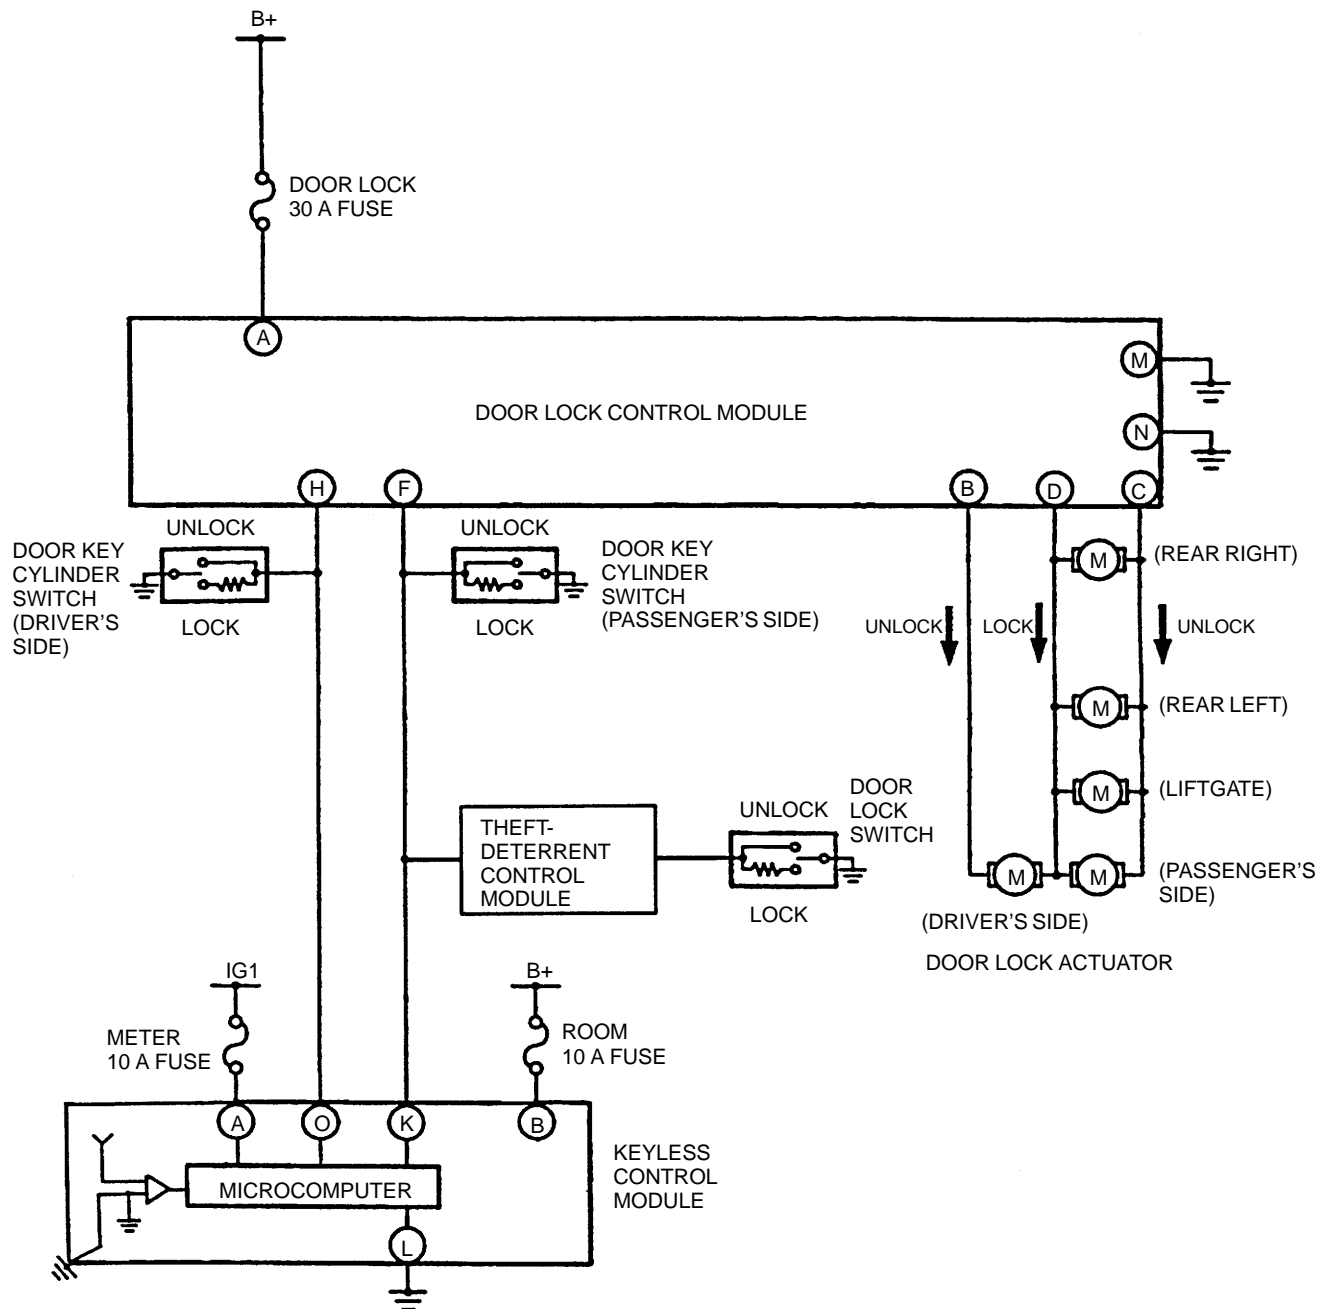 B+
DOOR LOCK
30 A FUSE
A
M
DOOR LOCK CONTROL MODULE
N
H
F
B
D
C
UNLOCK
DOOR KEY
CYLINDER
SWITCH
(DRIVER'S
SIDE)
LOCK
UNLOCK
DOOR KEY
CYLINDER
SWITCH
(PASSENGER'S SIDE)
LOCK
M
(REAR RIGHT)
UNLOCK
LOCK
UNLOCK
M
(REAR LEFT)
THEFT-
DETERRENT
CONTROL
MODULE
UNLOCK
DOOR
LOCK
SWITCH
LOCK
M
(LIFTGATE)
M
M
(PASSENGER'S
SIDE)
(DRIVER'S SIDE)
DOOR LOCK ACTUATOR
IG1
METER
10 A FUSE
B+
ROOM
10 A FUSE
A
O
K
B
KEYLESS
CONTROL
MODULE
MICROCOMPUTER
L